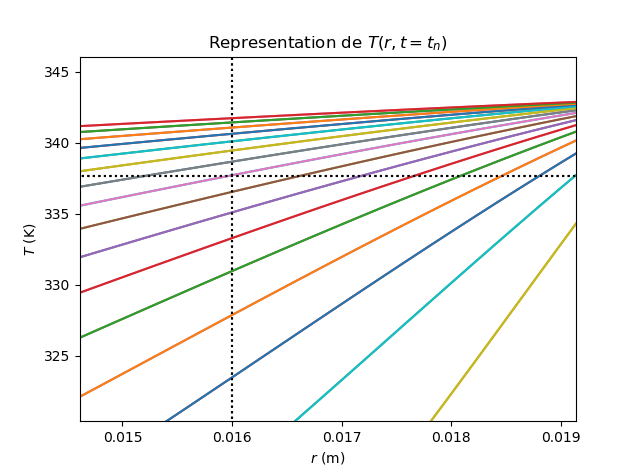 Representation de T(r, t = tₙ)
345
340
335
330
325
T (K)
0.015 0.016 0.017 0.018 0.019
r (m)